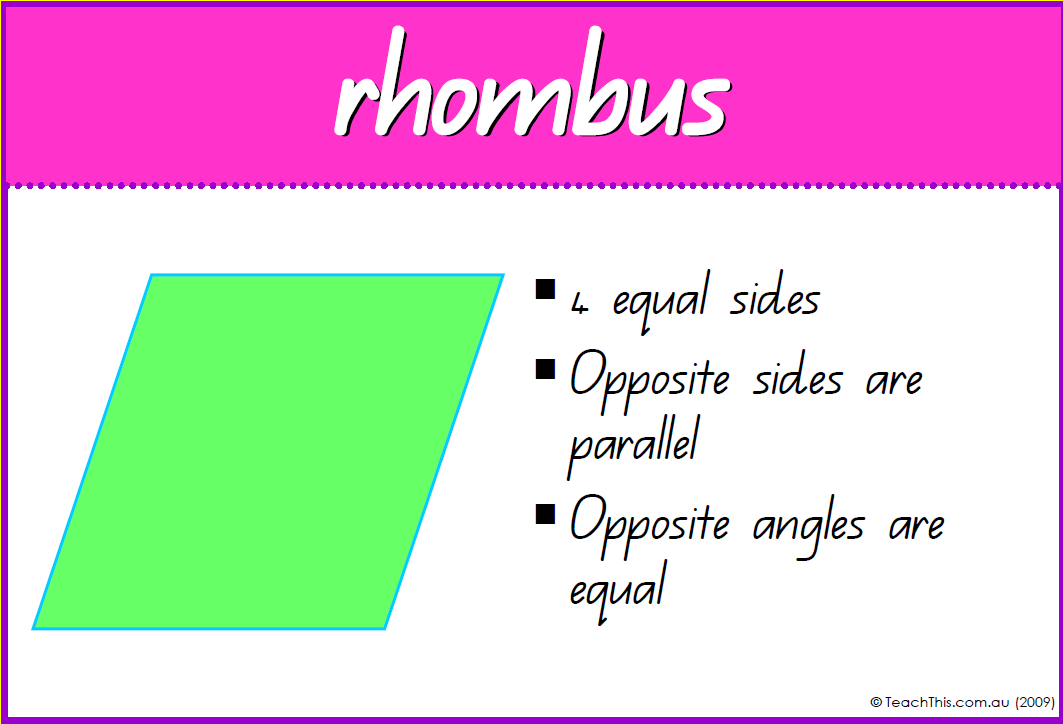 rhombus
▪ 4 equal sides
▪ Opposite sides are
parallel
▪ Opposite angles are
equal
© TeachThis.com.au (2009)